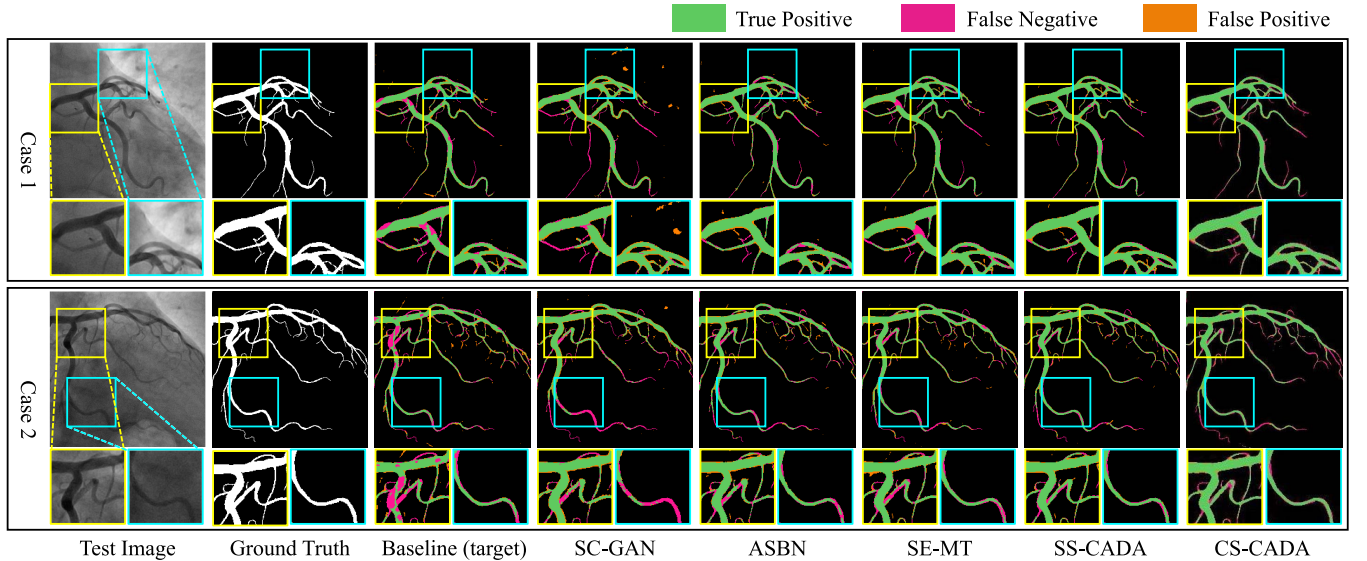 True Positive
False Negative
False Positive
Case 1
Case 2
Test Image
Ground Truth
Baseline (target)
SC-GAN
ASBN
SE-MT
SS-CADA
CS-CADA